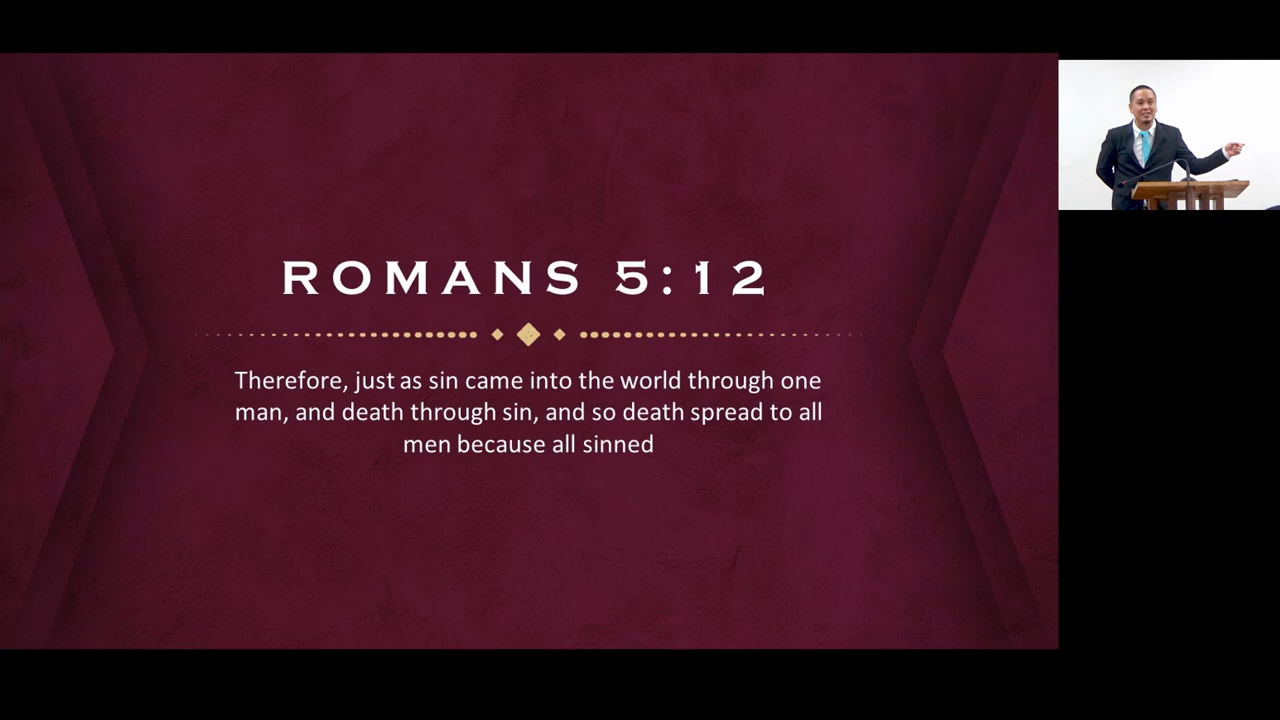 ROMANS 5:12
Therefore, just as sin came into the world through one
man, and death through sin, and so death spread to all
men because all sinned